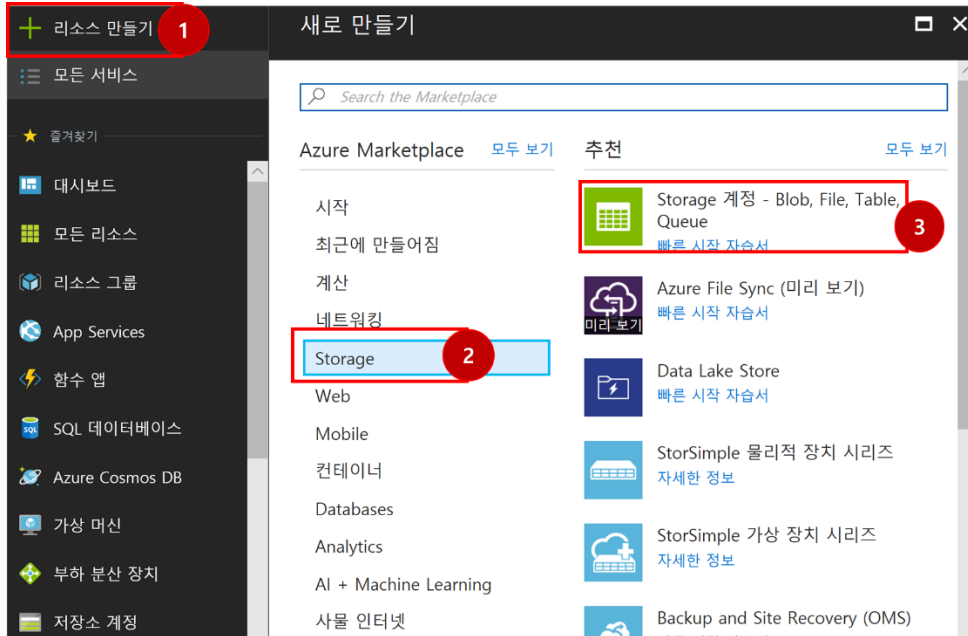 리소스 만들기
1
모든 서비스
즐겨찾기
대시보드
모든 리소스
리소스 그룹
App Services
함수 앱
SQL
SQL 데이터베이스
Azure Cosmos DB
가상 머신
부하 분산 장치
저장소 계정
새로 만들기
Search the Marketplace
Azure Marketplace
모두 보기
시작
최근에 만들어짐
계산
네트워킹
Storage
2
Web
Mobile
컨테이너
Databases
Analytics
AI + Machine Learning
사물 인터넷
추천
모두 보기
Storage 계정 - Blob, File, Table,
Queue
빠른 시작 자습서
3
Azure File Sync (미리 보기)
미리 보기
빠른 시작 자습서
Data Lake Store
빠른 시작 자습서
StorSimple 물리적 장치 시리즈
자세한 정보
StorSimple 가상 장치 시리즈
자세한 정보
Backup and Site Recovery (OMS)